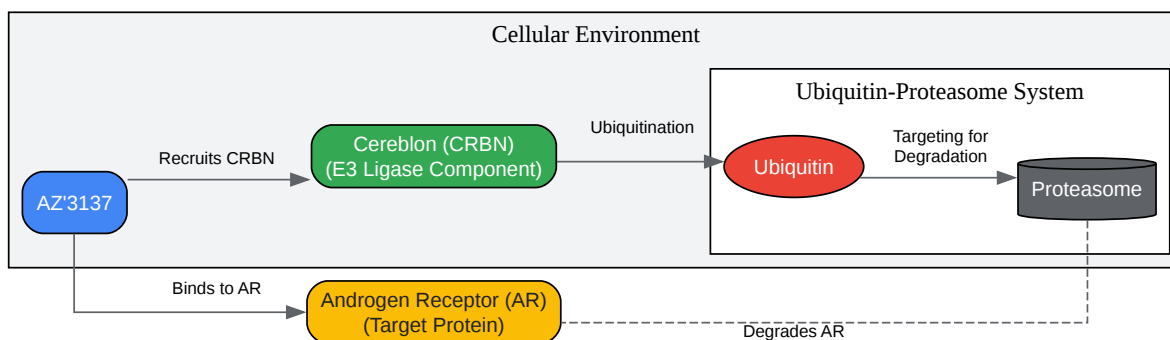 Cellular Environment
Ubiquitin-Proteasome System
Recruits CRBN
Cereblon (CRBN)
(E3 Ligase Component)
Ubiquitination
Ubiquitin
Targeting for
Degradation
Proteasome
AZ'3137
Binds to AR
Androgen Receptor (AR)
(Target Protein)
Degrades AR